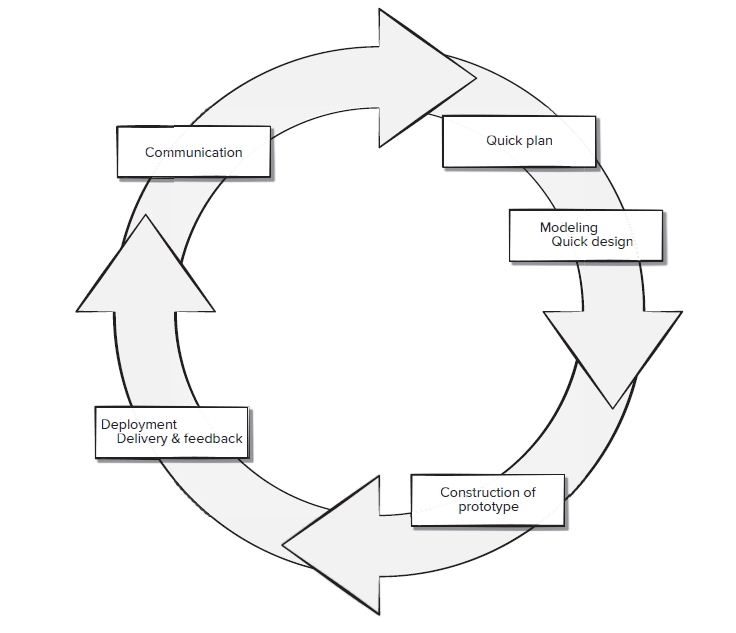 Communication
Quick plan
Modeling
Quick design
Construction of
prototype
Deployment
Delivery & feedback